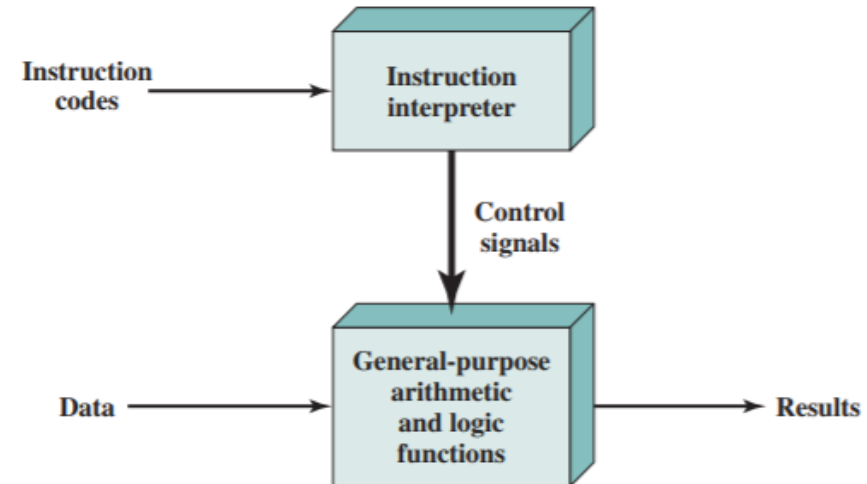 Instruction
codes
Instruction
interpreter
Control
signals
Data
General-purpose
arithmetic
and logic
functions
Results